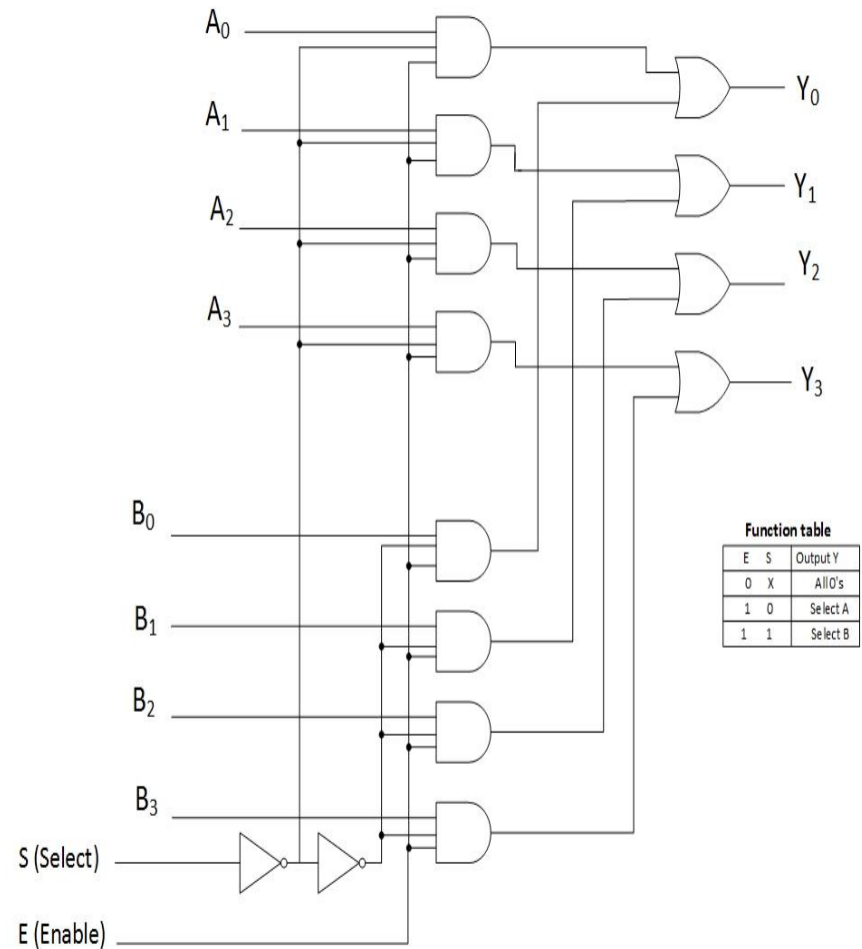 A₀
Y₀
A₁
Y₁
A₂
Y₂
A₃
Y₃
B₀
Function table
E S Output Y
0 X All 0's
1 0 Select A
1 1 Select B
B₁
B₂
B₃
S (Select)
E (Enable)